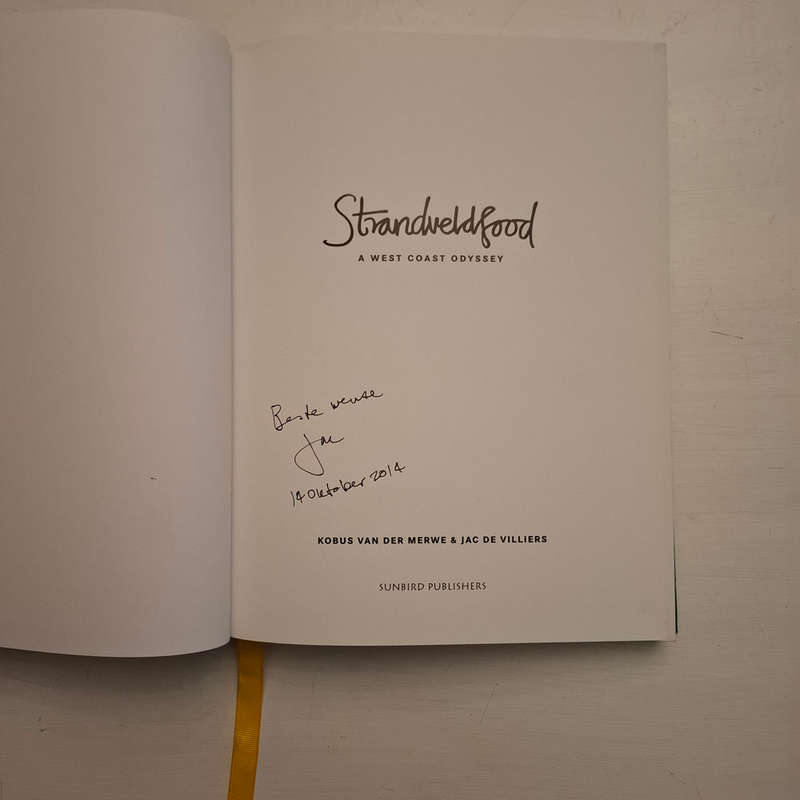 Strandveldfood
A WEST COAST ODYSSEY
Beste wense
Jac
14 Oktober 2014
KOBUS VAN DER MERWE & JAC DE VILLIERS
SUNBIRD PUBLISHERS